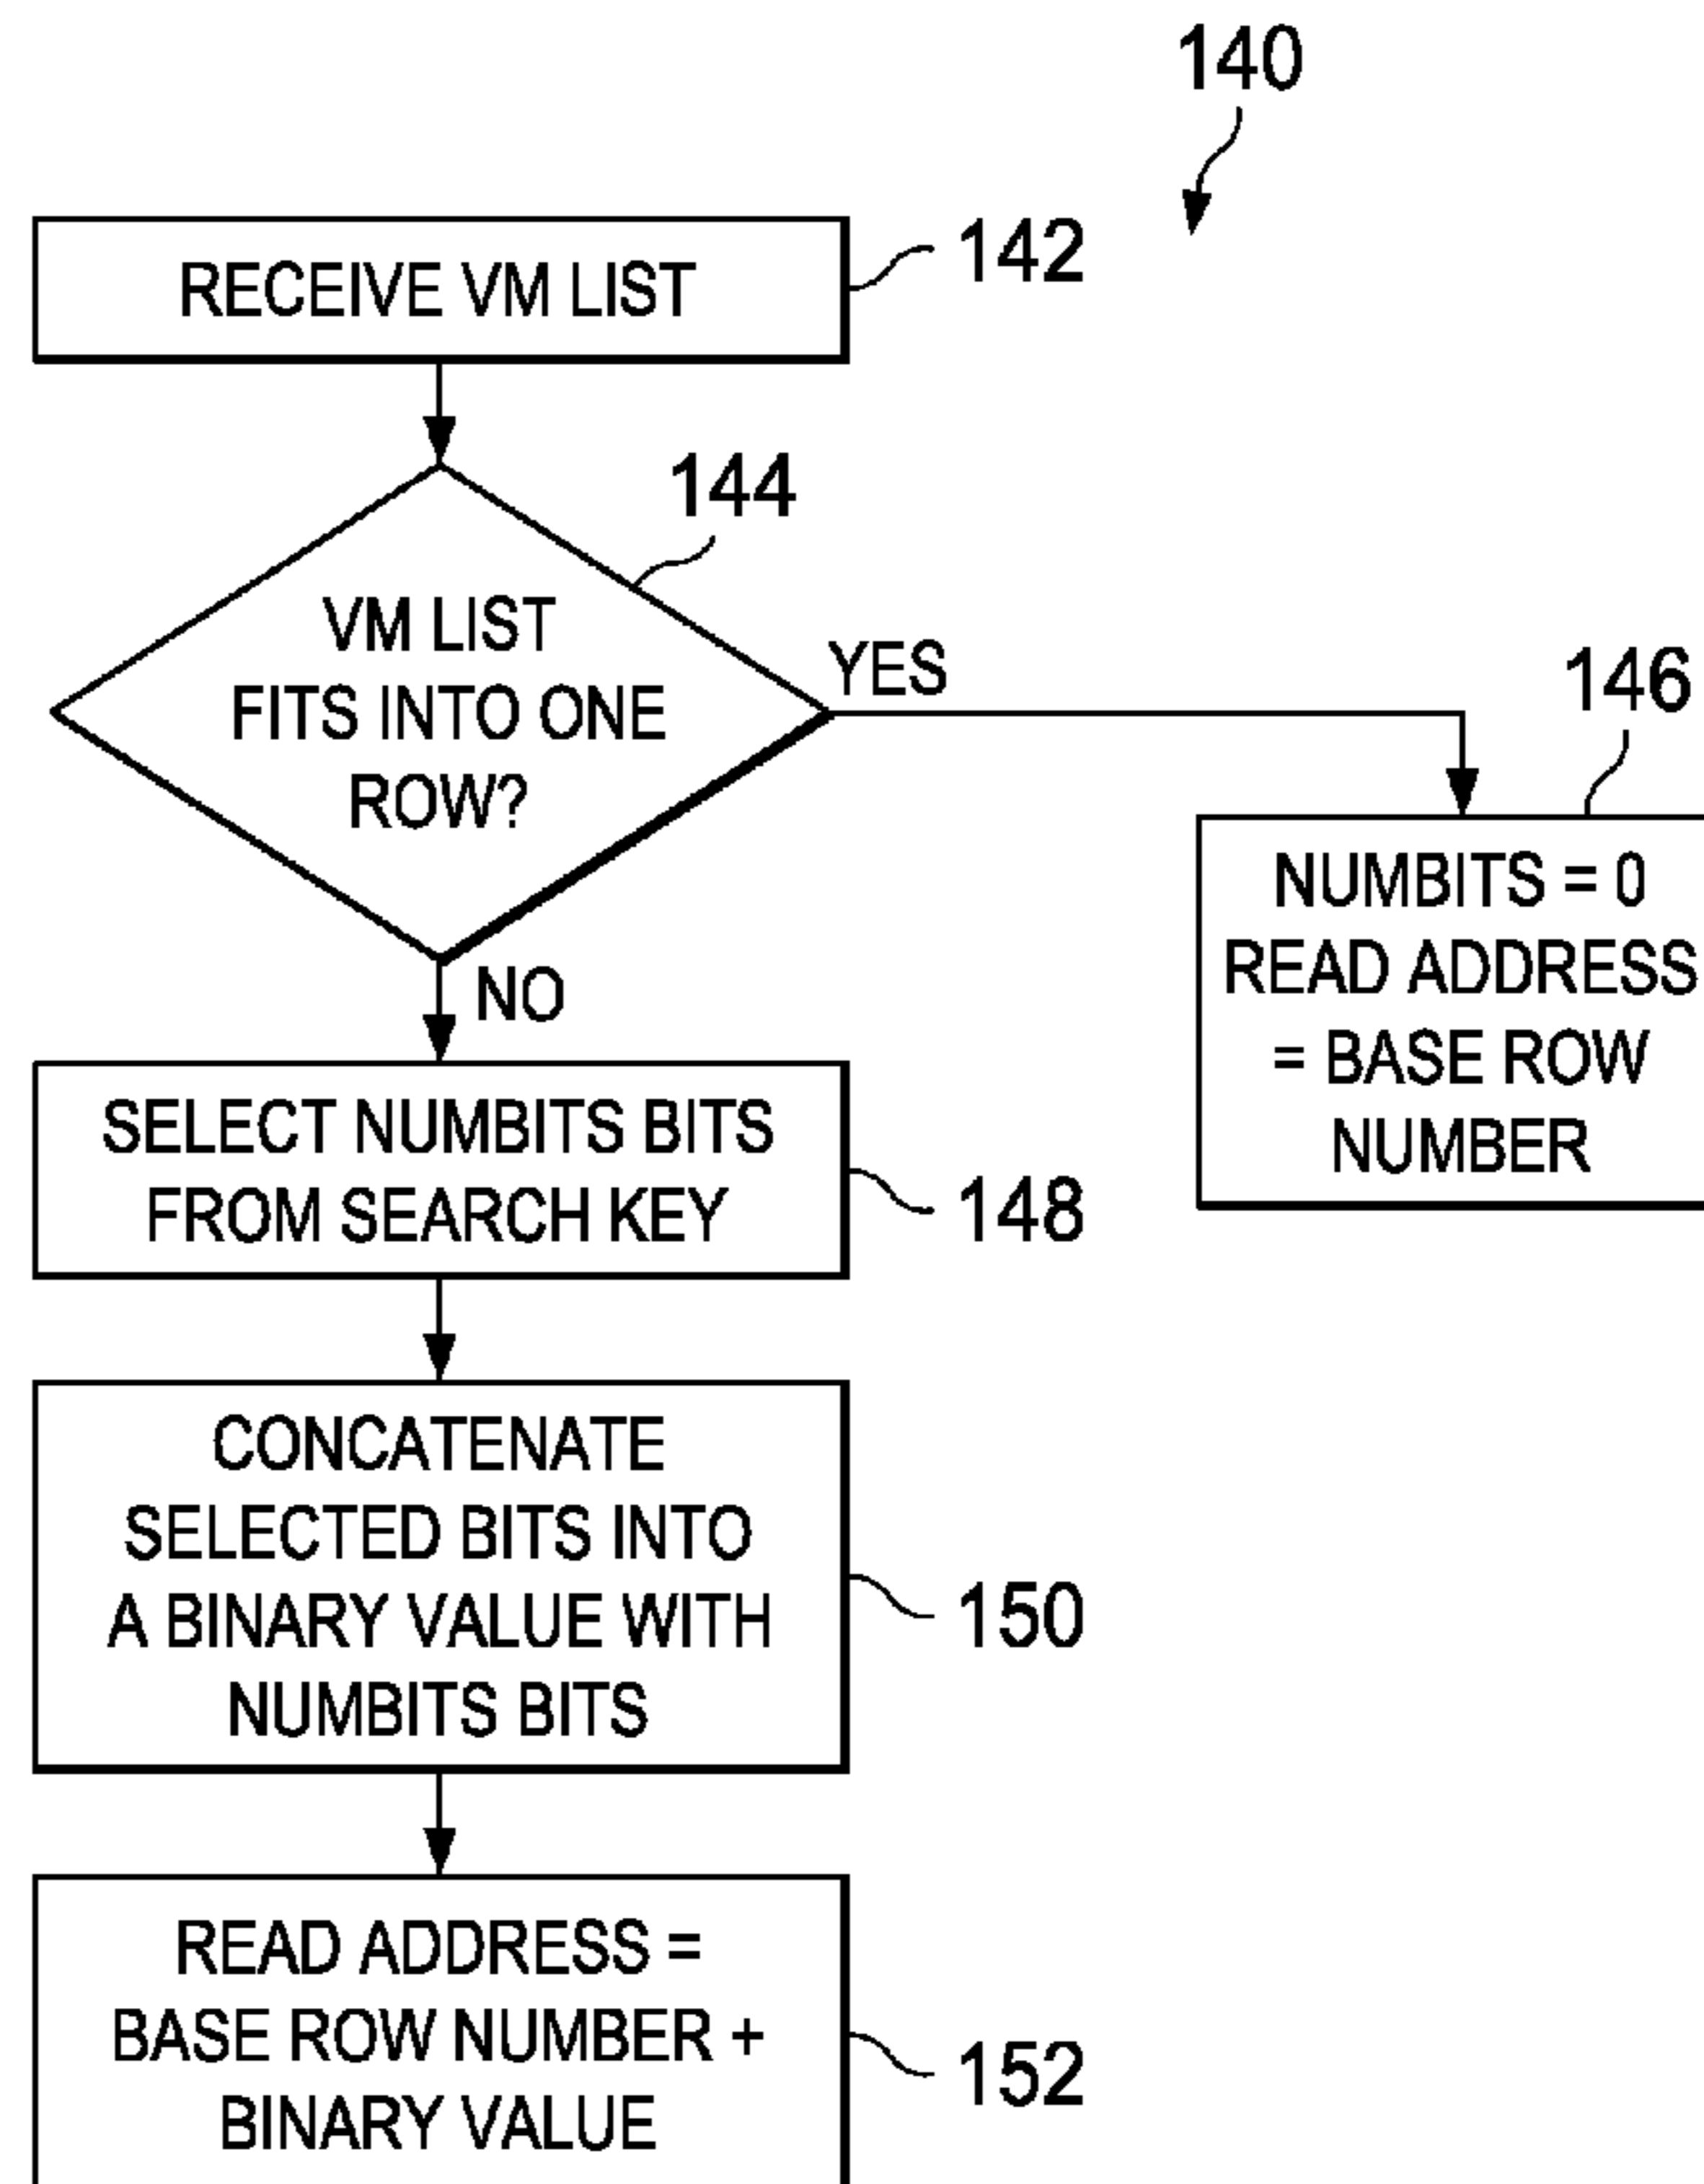 140
RECEIVE VM LIST
142
144
VM LIST
FITS INTO ONE
ROW?
YES
146
NUMBITS = 0
READ ADDRESS
= BASE ROW
NUMBER
NO
SELECT NUMBITS BITS
FROM SEARCH KEY
148
CONCATENATE
SELECTED BITS INTO
A BINARY VALUE WITH
NUMBITS BITS
150
READ ADDRESS =
BASE ROW NUMBER +
BINARY VALUE
152